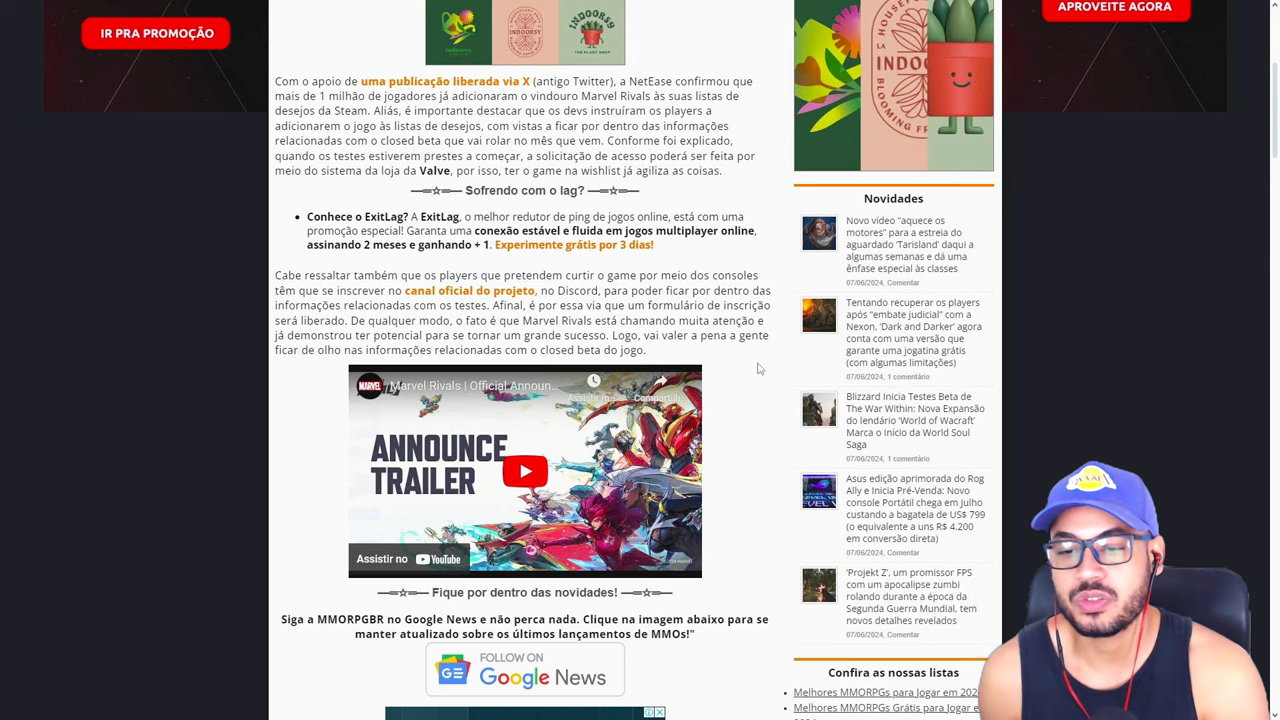 IR PRA PROMOÇÃO
APROVEITE AGORA
INDOORSY
INDOORSY
INDOORSY
THE PLANT SHOP
Com o apoio de uma publicação liberada via X (antigo Twitter), a NetEase confirmou que
mais de 1 milhão de jogadores já adicionaram o vindouro Marvel Rivals às suas listas de
desejos da Steam. Aliás, é importante destacar que os devs instruíram os players a
adicionarem o jogo às listas de desejos, com vistas a ficar por dentro das informações
relacionadas com o closed beta que vai rolar no mês que vem. Conforme foi explicado,
quando os testes estiverem prestes a começar, a solicitação de acesso poderá ser feita por
meio do sistema da loja da Valve, por isso, ter o game na wishlist já agiliza as coisas.
Sofrendo com o lag?
• Conhece o ExitLag? A ExitLag, o melhor redutor de ping de jogos online, está com uma
promoção especial! Garanta uma conexão estável e fluida em jogos multiplayer online,
assinando 2 meses e ganhando + 1. Experimente grátis por 3 dias!
Cabe ressaltar também que os players que pretendem curtir o game por meio dos consoles
têm que se inscrever no canal oficial do projeto, no Discord, para poder ficar por dentro das
informações relacionadas com os testes. Afinal, é por essa via que um formulário de inscrição
será liberado. De qualquer modo, o fato é que Marvel Rivals está chamando muita atenção e
já demonstrou ter potencial para se tornar um grande sucesso. Logo, vai valer a pena a gente
ficar de olho nas informações relacionadas com o closed beta do jogo.
MARVEL
Marvel Rivals | Official Announ...
Assistir m...
Compartilh...
ANNOUNCE
TRAILER
Assistir no YouTube
Fique por dentro das novidades!
Siga a MMORPGBR no Google News e não perca nada. Clique na imagem abaixo para se
manter atualizado sobre os últimos lançamentos de MMOs!"
FOLLOW ON
Google News
Novidades
Novo vídeo “aquece os
motores” para a estreia do
aguardado ‘Tarisland’ daqui a
algumas semanas e dá uma
ênfase especial às classes
07/06/2024, Comentar
Tentando recuperar os players
após “embate judicial” com a
Nexon, ‘Dark and Darker’ agora
conta com uma versão que
garante uma jogatina grátis
(com algumas limitações)
07/06/2024, 1 comentário
Blizzard Inicia Testes Beta de
The War Within: Nova Expansão
do lendário ‘World of Wacraft’
Marca o Início da World Soul
Saga
07/06/2024, 1 comentário
Asus edição aprimorada do Rog
Ally e Inicia Pré-Venda: Novo
console Portátil chega em Julho
custando a bagatela de US$ 799
(o equivalente a uns R$ 4.200
em conversão direta)
07/06/2024, Comentar
‘Projekt Z’, um promissor FPS
com um apocalipse zumbi
rolando durante a época da
Segunda Guerra Mundial, tem
novos detalhes revelados
07/06/2024, Comentar
Confira as nossas listas
• Melhores MMORPGs para Jogar em 202
• Melhores MMORPGs Grátis para Jogar e